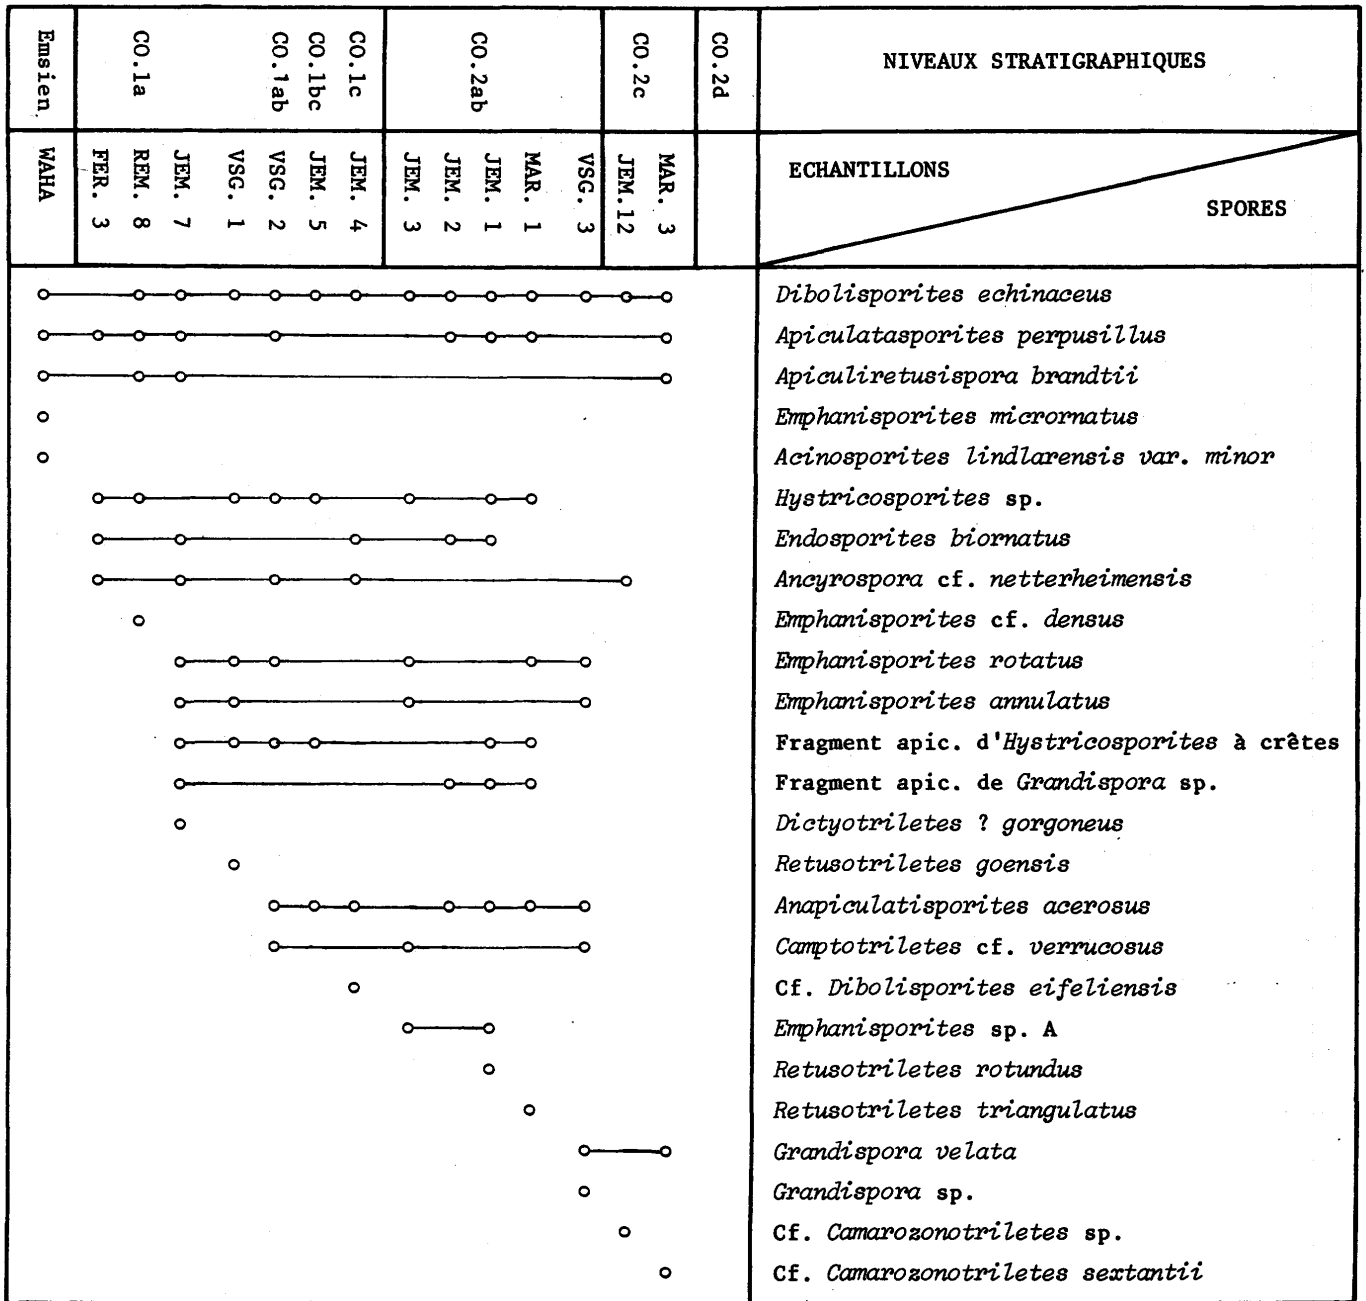 Emsien
CO.1a
CO.1ab
CO.1bc
CO.1c
CO.2ab
CO.2c
CO.2d
NIVEAUX STRATIGRAPHIQUES
WAHA
FER. 3
REM. 8
JEM. 7
VSG. 1
VSG. 2
JEM. 5
JEM. 4
JEM. 3
JEM. 2
JEM. 1
MAR. 1
VSG. 3
JEM.12
MAR. 3
ECHANTILLONS
SPORES
Dibolisporites echinaceus
Apiculatasporites perpusillus
Apiculiretusispora brandtii
Emphanisporites micrornatus
Acinosporites lindlarensis var. minor
Hystricosporites sp.
Endosporites biornatus
Ancyrospora cf. netterheimensis
Emphanisporites cf. densus
Emphanisporites rotatus
Emphanisporites annulatus
Fragment apic. d'Hystricosporites à crêtes
Fragment apic. de Grandispora sp.
Dictyotriletes ? gorgoneus
Retusotriletes goensis
Anapiculatisporites acerosus
Camptotriletes cf. verrucosus
Cf. Dibolisporites eifeliensis
Emphanisporites sp. A
Retusotriletes rotundus
Retusotriletes triangulatus
Grandispora velata
Grandispora sp.
Cf. Camarozonotriletes sp.
Cf. Camarozonotriletes sextantii